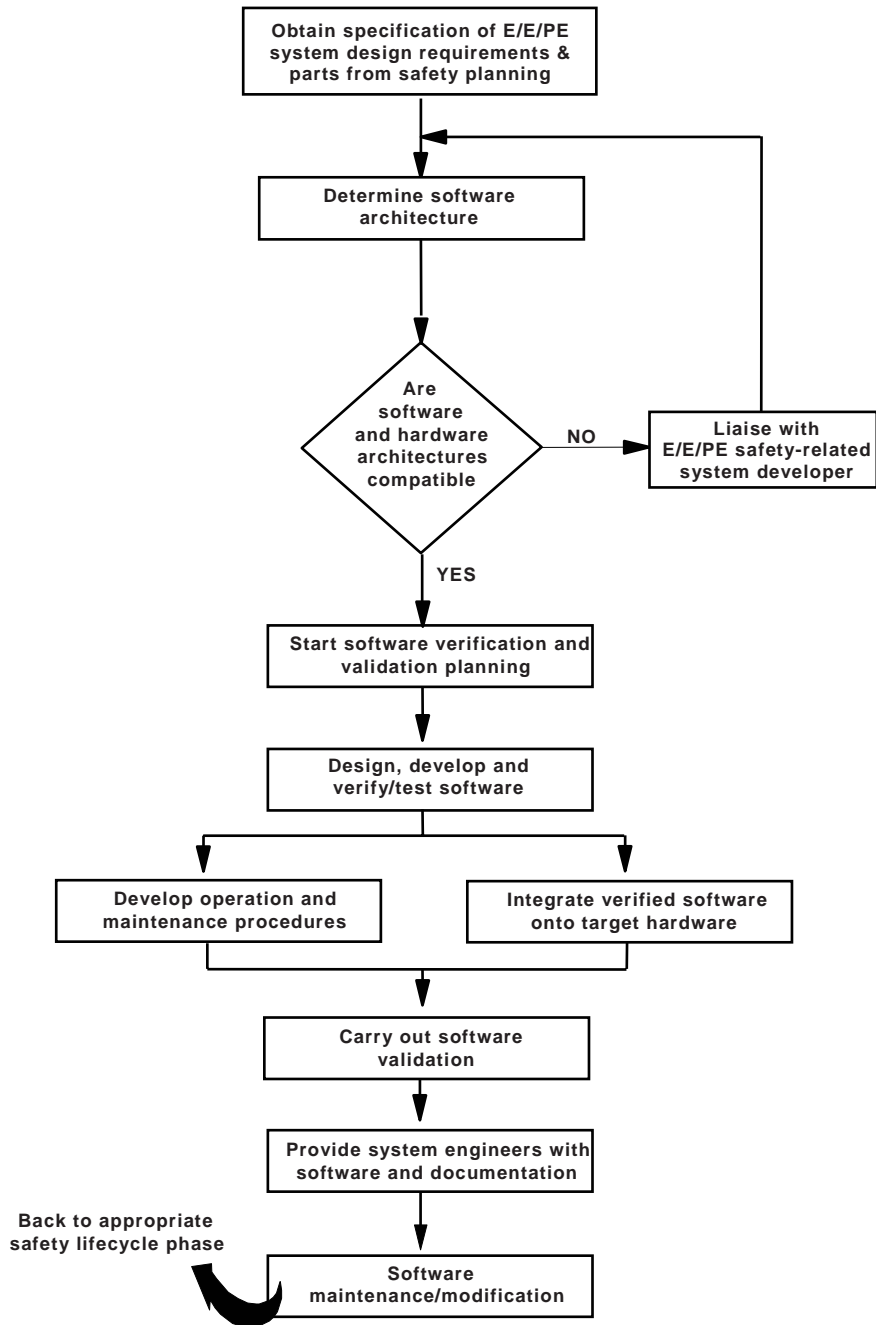 Obtain specification of E/E/PE
system design requirements &
parts from safety planning
Determine software
architecture
Are
software
and hardware
architectures
compatible
NO
Liaise with
E/E/PE safety-related
system developer
YES
Start software verification and
validation planning
Design, develop and
verify/test software
Develop operation and
maintenance procedures
Integrate verified software
onto target hardware
Carry out software
validation
Provide system engineers with
software and documentation
Back to appropriate
safety lifecycle phase
Software
maintenance/modification